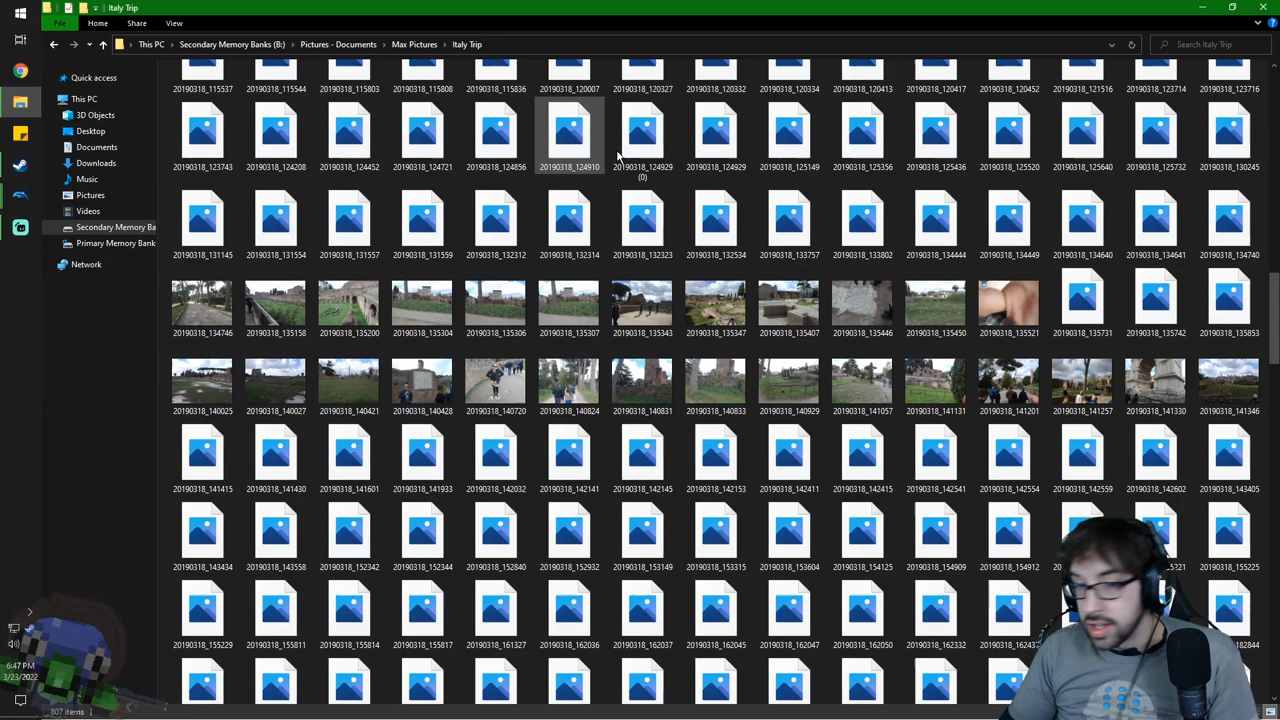 Italy Trip
File Home Share View
This PC Secondary Memory Banks (B:) Pictures - Documents Max Pictures Italy Trip
Search Italy Trip
Quick access
This PC
3D Objects
Desktop
Documents
Downloads
Music
Pictures
Videos
Secondary Memory Ba
Primary Memory Bank
Network
20190318_115537 20190318_115544 20190318_115803 20190318_115808 20190318_115836 20190318_120007 20190318_120327 20190318_120332 20190318_120334 20190318_120413 20190318_120417 20190318_120427 20190318_121516 20190318_123714 20190318_123716
20190318_123743 20190318_124208 20190318_124452 20190318_124721 20190318_124856 20190318_124910 20190318_124929 20190318_124929 20190318_125149 20190318_125356 20190318_125436 20190318_125520 20190318_125640 20190318_125732 20190318_130245
(0)
20190318_131145 20190318_131554 20190318_131557 20190318_131559 20190318_132312 20190318_132314 20190318_132323 20190318_132534 20190318_133757 20190318_133802 20190318_134444 20190318_134449 20190318_134640 20190318_134641 20190318_134740
20190318_134746 20190318_135158 20190318_135200 20190318_135304 20190318_135306 20190318_135307 20190318_135343 20190318_135347 20190318_135407 20190318_135446 20190318_135450 20190318_135521 20190318_135731 20190318_135742 20190318_135853
20190318_140025 20190318_140027 20190318_140421 20190318_140428 20190318_140720 20190318_140824 20190318_140831 20190318_140833 20190318_140929 20190318_141057 20190318_141131 20190318_141201 20190318_141257 20190318_141330 20190318_141346
20190318_141415 20190318_141430 20190318_141601 20190318_141933 20190318_142032 20190318_142141 20190318_142145 20190318_142153 20190318_142411 20190318_142415 20190318_142541 20190318_142554 20190318_142559 20190318_142602 20190318_143405
20190318_143434 20190318_143558 20190318_152342 20190318_152344 20190318_152840 20190318_152932 20190318_153149 20190318_153315 20190318_153604 20190318_154125 20190318_154909 20190318_154912 20190318_155225
20190318_155229 20190318_155811 20190318_155814 20190318_155817 20190318_161327 20190318_162036 20190318_162037 20190318_162047 20190318_162050 20190318_162332
6:47 PM
3/23/2022
807 items